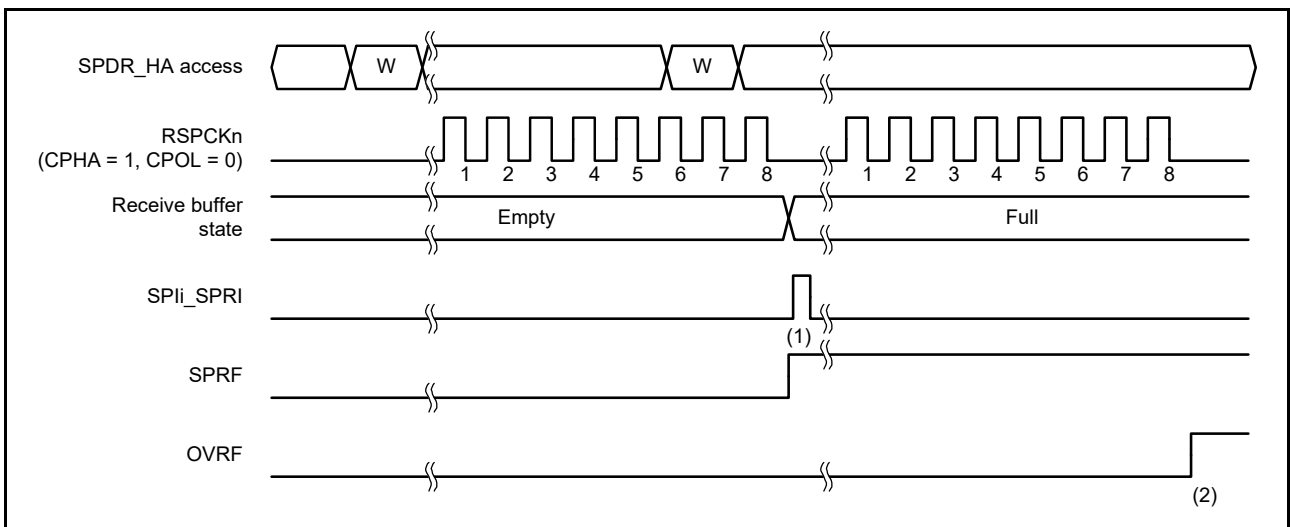 SPDR_HA access
W
W
RSPCKn
(CPHA = 1, CPOL = 0)
1 2 3 4 5 6 7 8
1 2 3 4 5 6 7 8
Receive buffer
state
Empty
Full
SPIi_SPRI
(1)
SPRF
OVRF
(2)